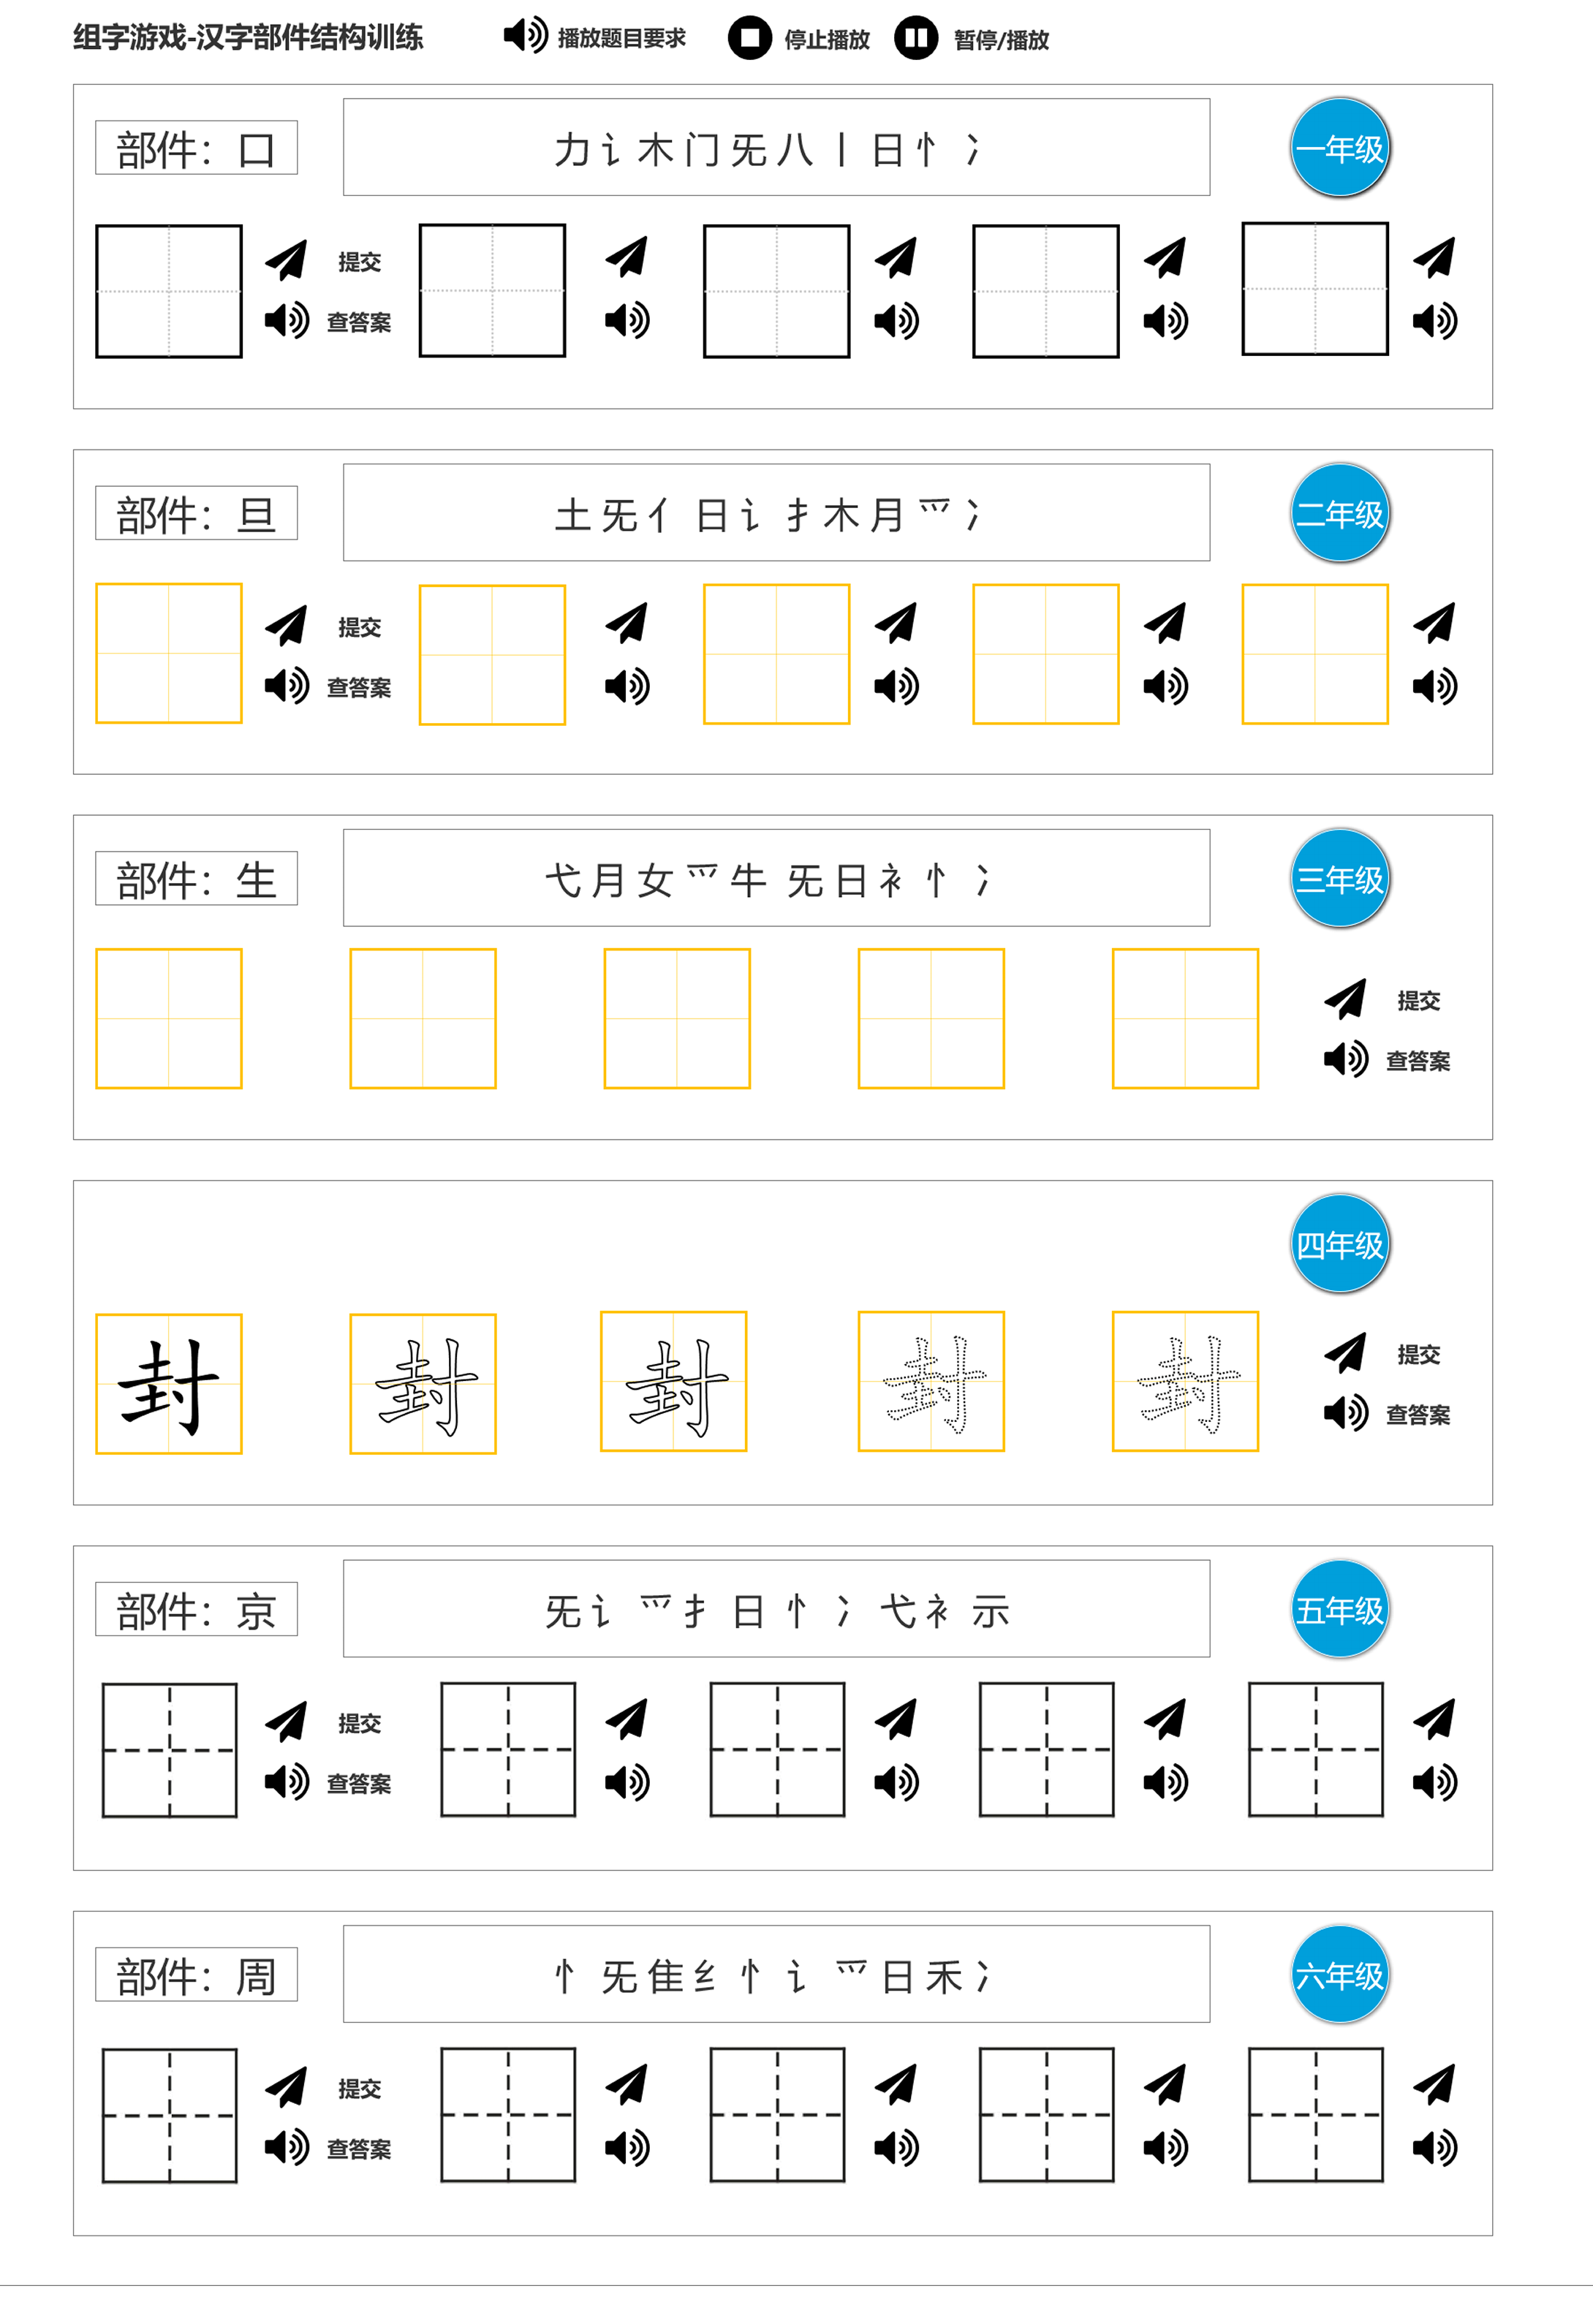 组字游戏-汉字部件结构训练 播放题目要求 停止播放 暂停/播放
部件：口 力 讠 木 门 旡 八 丨 日 忄 冫 一年级
提交
查答案
部件：旦 土 旡 亻 日 讠 扌 木 月 爫 冫 二年级
提交
查答案
部件：生 弋 月 女 爫 牛 旡 日 衤 忄 冫 三年级
提交
查答案
四年级
封 封 封 封 封 提交
查答案
部件：京 旡 讠 爫 扌 日 忄 冫 弋 衤 示 五年级
提交
查答案
部件：周 忄 旡 隹 纟 忄 讠 爫 日 禾 冫 六年级
提交
查答案